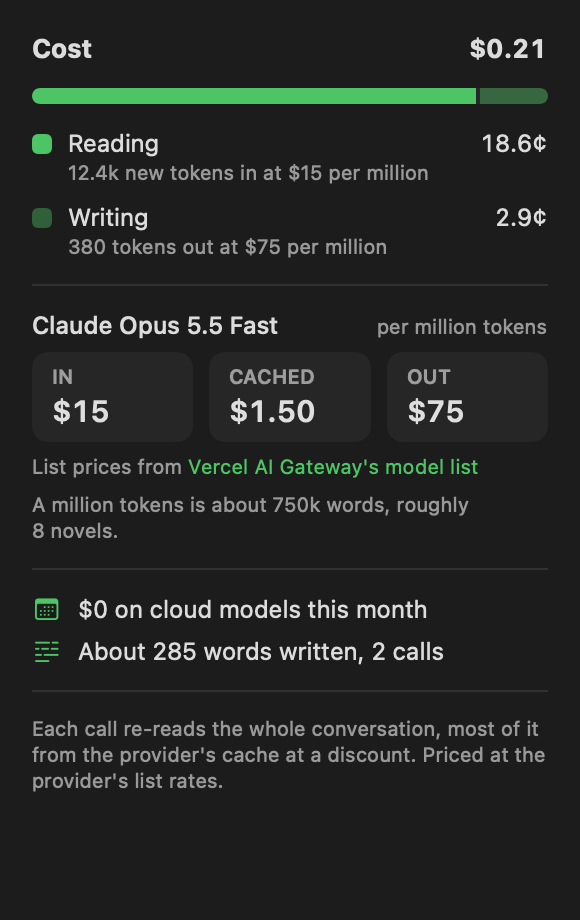 Cost $0.21
Reading 18.6¢
12.4k new tokens in at $15 per million
Writing 2.9¢
380 tokens out at $75 per million
Claude Opus 5.5 Fast per million tokens
IN CACHED OUT
$15 $1.50 $75
List prices from Vercel AI Gateway's model list
A million tokens is about 750k words, roughly
8 novels.
$0 on cloud models this month
About 285 words written, 2 calls
Each call re-reads the whole conversation, most of it
from the provider's cache at a discount. Priced at the
provider's list rates.